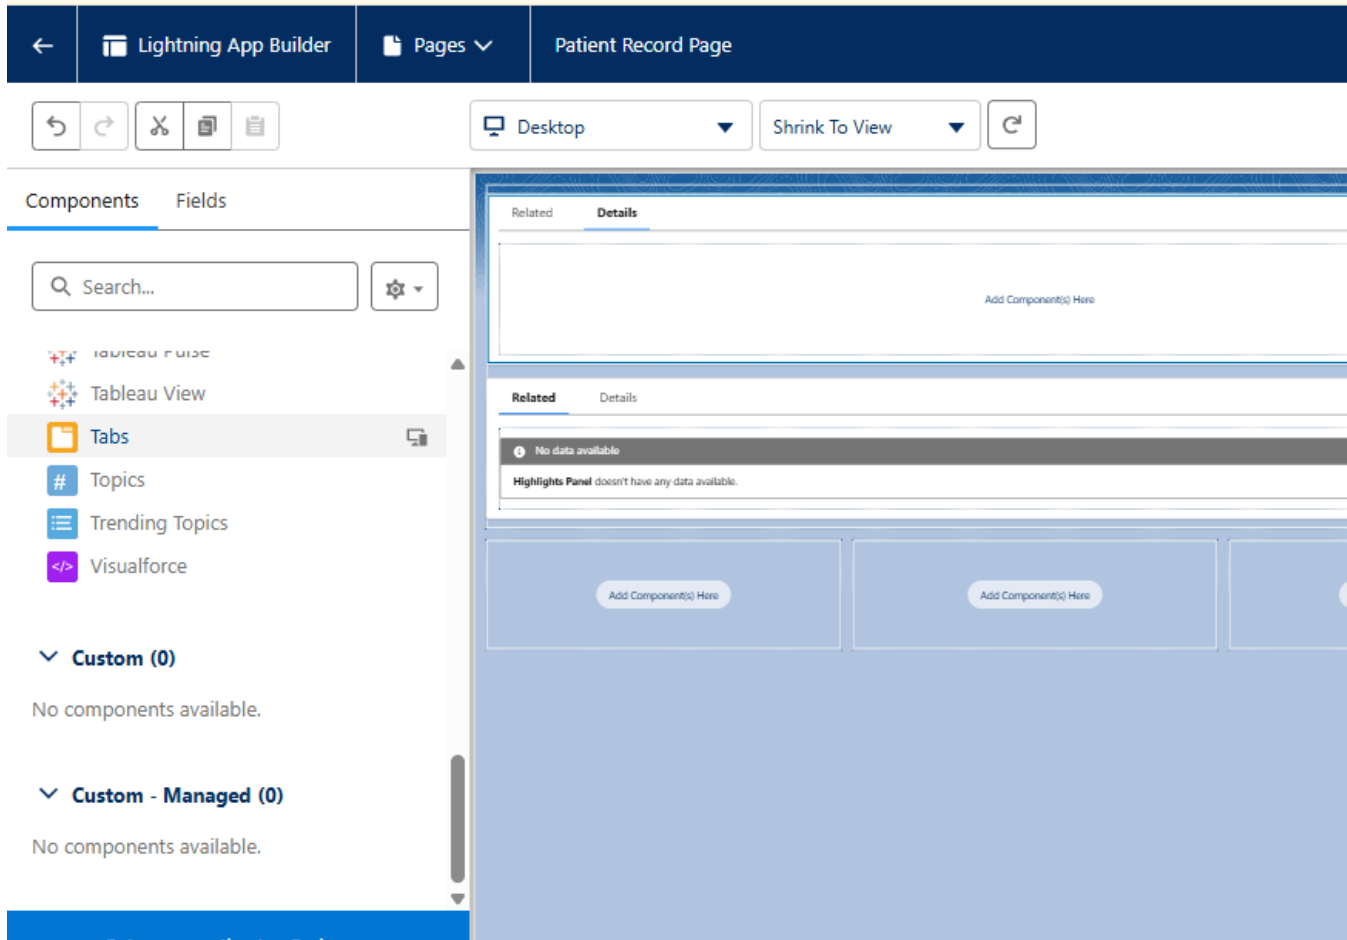 Lightning App Builder
Pages
Patient Record Page
Desktop
Shrink To View
Components
Fields
Search...
Tableau Pulse
Tableau View
Tabs
Topics
Trending Topics
Visualforce
Custom (0)
No components available.
Custom - Managed (0)
No components available.
Related
Details
Add Component(s) Here
Related
Details
No data available
Highlights Panel doesn't have any data available.
Add Component(s) Here
Add Component(s) Here